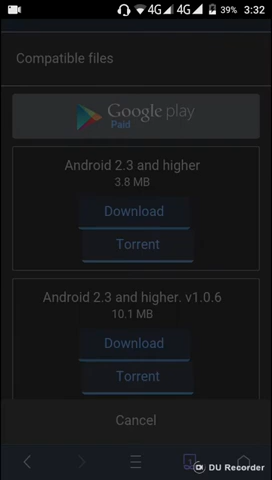 4G 4G 39% 3:32
Compatible files
Google play
Paid
Android 2.3 and higher
3.8 MB
Download
Torrent
Android 2.3 and higher. v1.0.6
10.1 MB
Download
Torrent
Cancel
1
DU Recorder